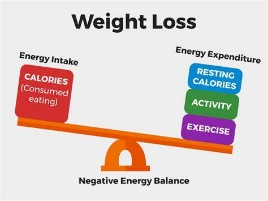 Weight Loss
Energy Intake
CALORIES
(Consumed
eating)
Energy Expenditure
RESTING
CALORIES
ACTIVITY
EXERCISE
Negative Energy Balance